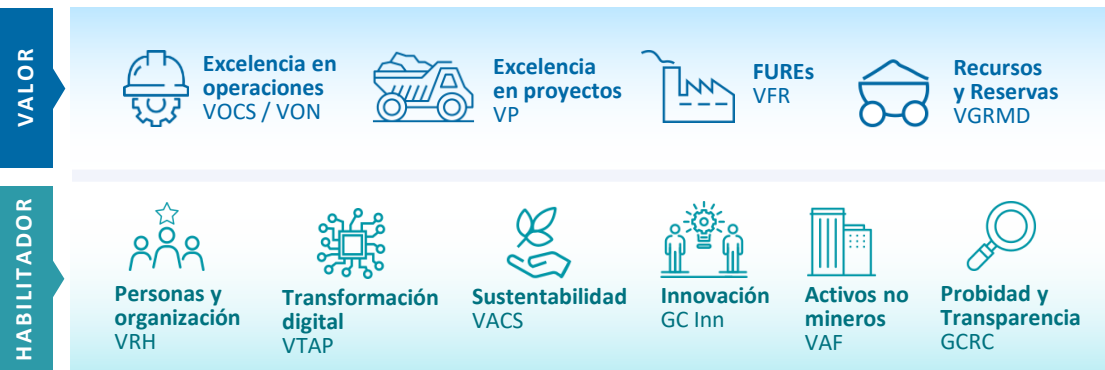 VALOR
Excelencia en
operaciones
VOCS / VON
Excelencia
en proyectos
VP
FUREs
VFR
Recursos
y Reservas
VGRMD
HABILITADOR
Personas y
organización
VRH
Transformación
digital
VTAP
Sustentabilidad
VACS
Innovación
GC Inn
Activos no
mineros
VAF
Probidad y
Transparencia
GCRC